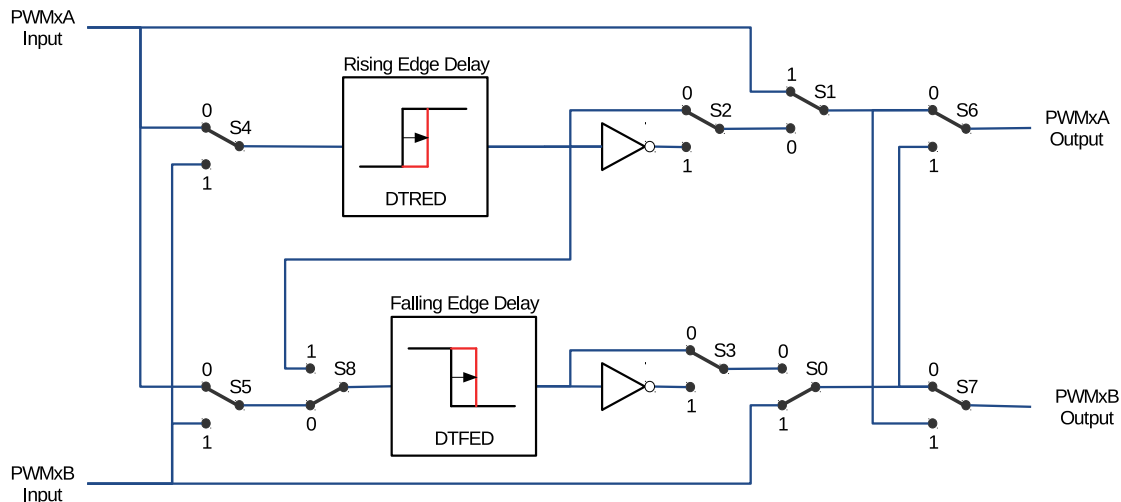 PWMxA
Input
Rising Edge Delay
0
S4
1
DTRED
0
S2
1
1
S1
0
0
S6
1
PWMxA
Output
Falling Edge Delay
0
S5
1
1
S8
0
DTFED
0
S3
1
0
S0
1
0
S7
1
PWMxB
Output
PWMxB
Input